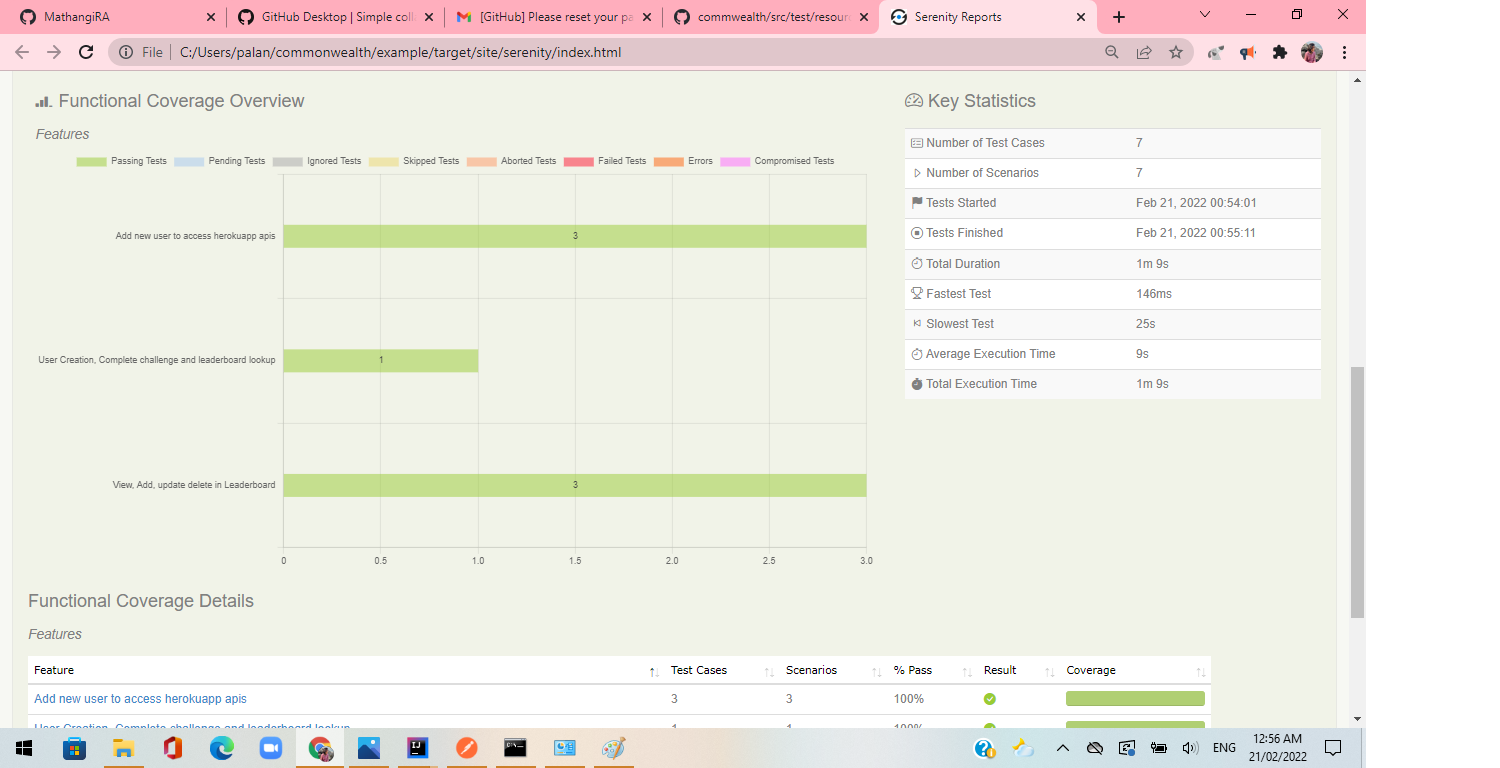 MathangiRA
GitHub Desktop | Simple coll
[GitHub] Please reset your pa
commwealth/src/test/resour
Serenity Reports
File
C:/Users/palan/commonwealth/example/target/site/serenity/index.html
Functional Coverage Overview
Features
Passing Tests Pending Tests Ignored Tests Skipped Tests Aborted Tests Failed Tests Errors Compromised Tests
Add new user to access herokuapp apis 3
User Creation, Complete challenge and leaderboard lookup 1
View, Add, update delete in Leaderboard 3
0 0.5 1.0 1.5 2.0 2.5 3.0
Key Statistics
Number of Test Cases 7
Number of Scenarios 7
Tests Started Feb 21, 2022 00:54:01
Tests Finished Feb 21, 2022 00:55:11
Total Duration 1m 9s
Fastest Test 146ms
Slowest Test 25s
Average Execution Time 9s
Total Execution Time 1m 9s
Functional Coverage Details
Features
Feature Test Cases Scenarios % Pass Result Coverage
Add new user to access herokuapp apis 3 3 100%
User Creation, Complete challenge and leaderboard lookup 1 1 100%
ENG
12:56 AM
21/02/2022